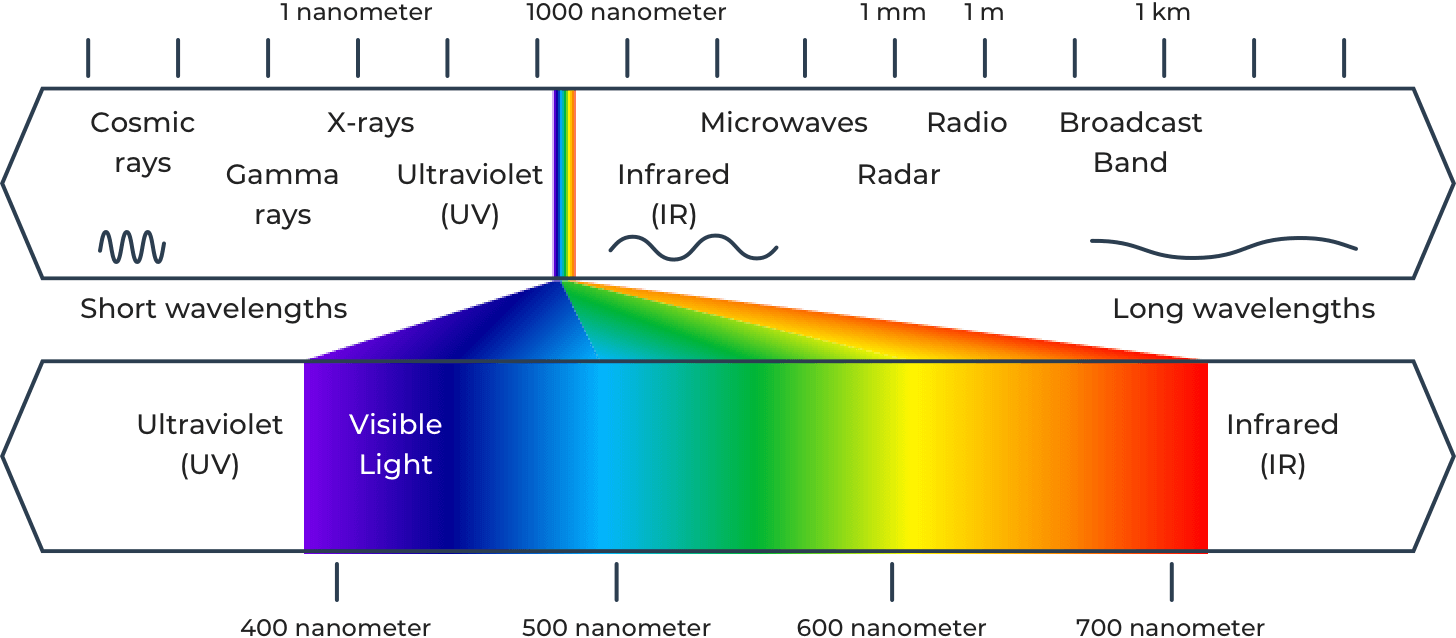 1 nanometer
1000 nanometer
1 mm
1 m
1 km
Cosmic
rays
Gamma
rays
X-rays
Ultraviolet
(UV)
Infrared
(IR)
Microwaves
Radar
Radio
Broadcast
Band
Short wavelengths
Long wavelengths
Ultraviolet
(UV)
Visible
Light
Infrared
(IR)
400 nanometer
500 nanometer
600 nanometer
700 nanometer